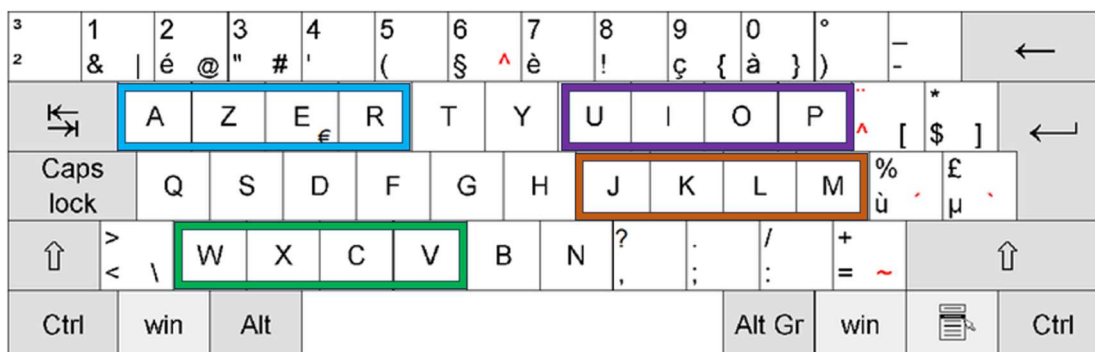 ³ 1 2 3 4 5 6 7 8 9 0 ° _
² & | é @ " # ' ( § ^ è ! ç { à } ) - ←
A Z E € R T Y U I O P ¨ ^ [ * $ ]
Caps lock Q S D F G H J K L M % ù ´ £ µ `
> < \ W X C V B N ? , . ; / : + = ~
Ctrl win Alt Alt Gr win Ctrl